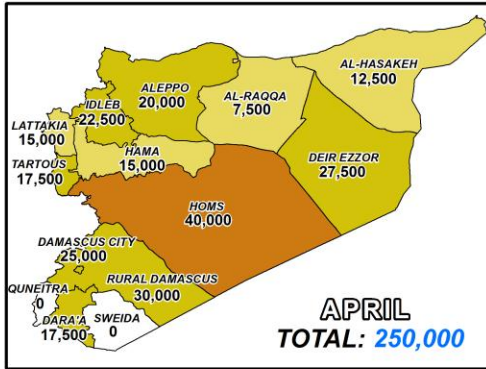 AL-HASAKEH
12,500
ALEPPO
20,000
AL-RAQQA
7,500
IDLEB
22,500
LATTAKIA
15,000
HAMA
15,000
TARTOUS
17,500
DEIR EZZOR
27,500
HOMS
40,000
DAMASCUS CITY
25,000
RURAL DAMASCUS
30,000
QUNEITRA
0
SWEIDA
0
DARA'A
17,500
APRIL
TOTAL: 250,000